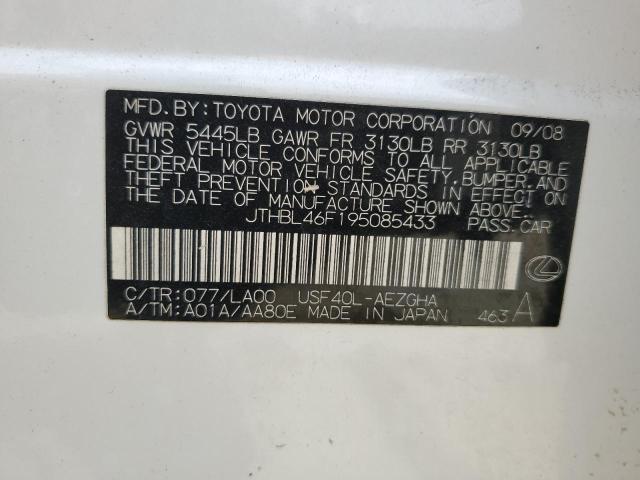 MFD. BY: TOYOTA MOTOR CORPORATION 09/08
GVWR 5445LB GAWR FR 3130LB RR 3130LB
THIS VEHICLE CONFORMS TO ALL APPLICABLE
FEDERAL MOTOR VEHICLE SAFETY, BUMPER, AND
THEFT PREVENTION STANDARDS IN EFFECT ON
THE DATE OF MANUFACTURE SHOWN ABOVE.
JTHBL46F195085433 PASS. CAR
C/TR: 077/LA00 USF40L-AEZGHA
A/TM: A01A/AA80E MADE IN JAPAN 463 A